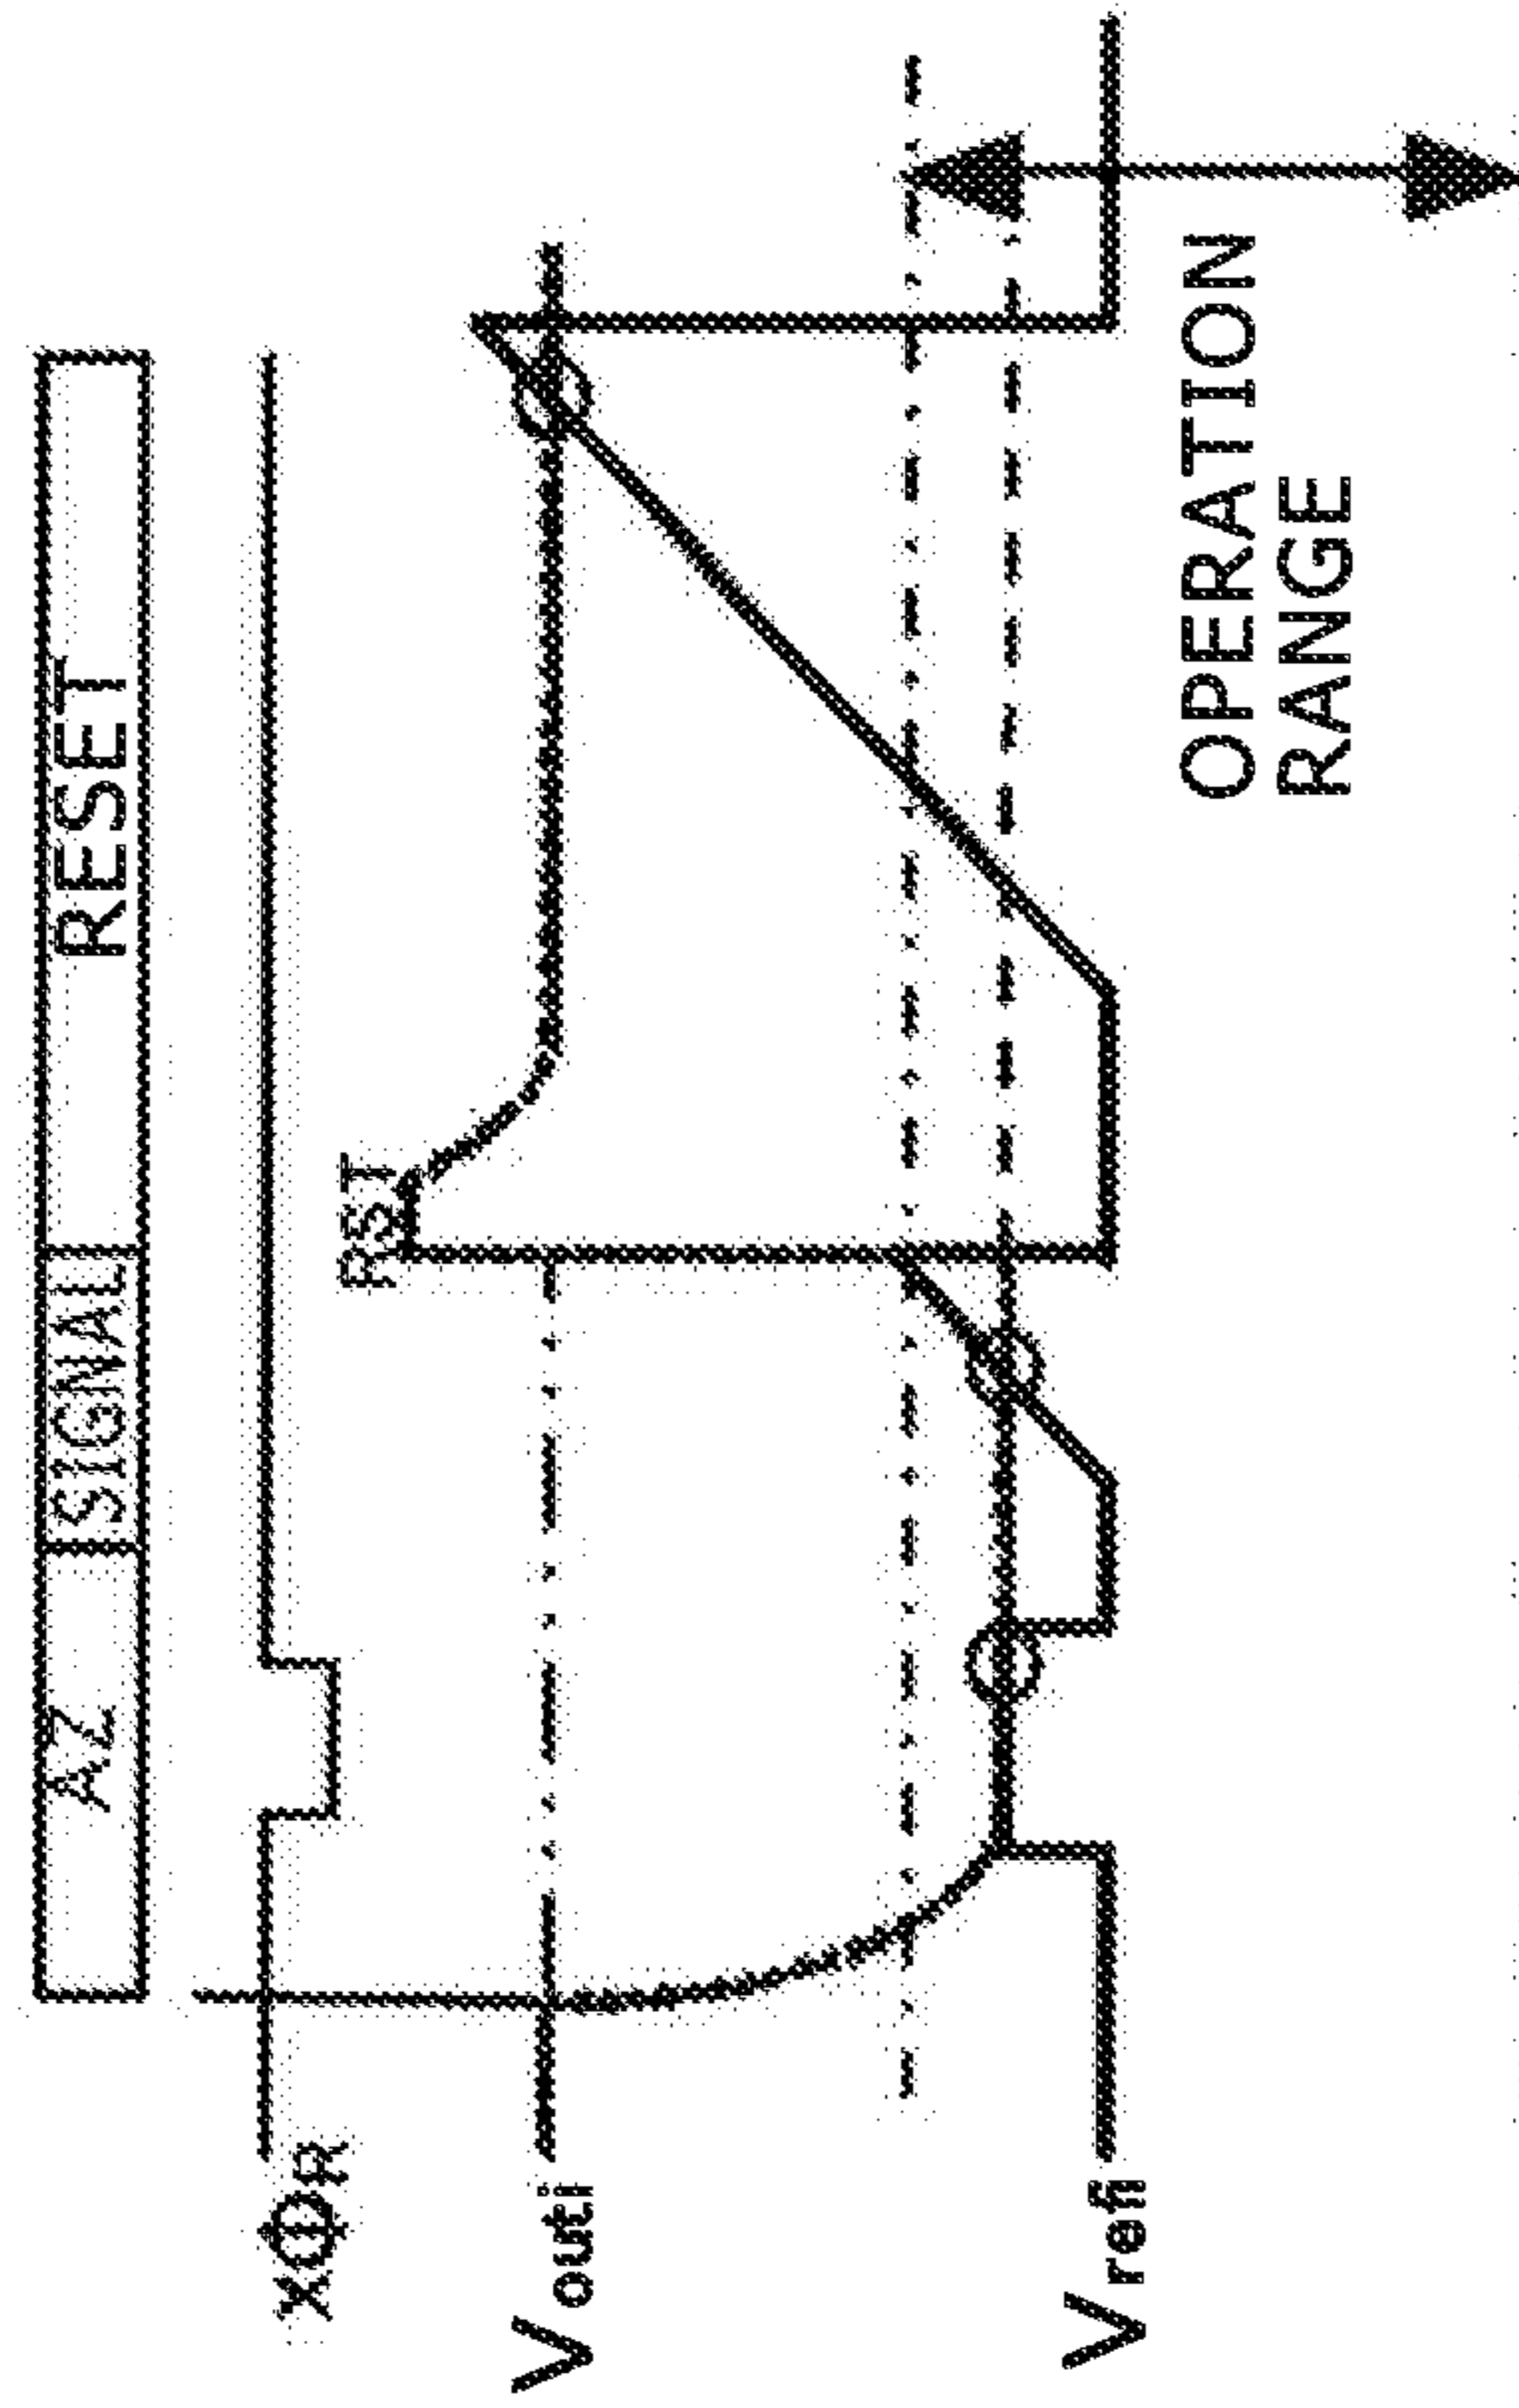 AZ
SIGNAL
RESET
XΦR
RST
Vouti
Vrefi
OPERATION
RANGE